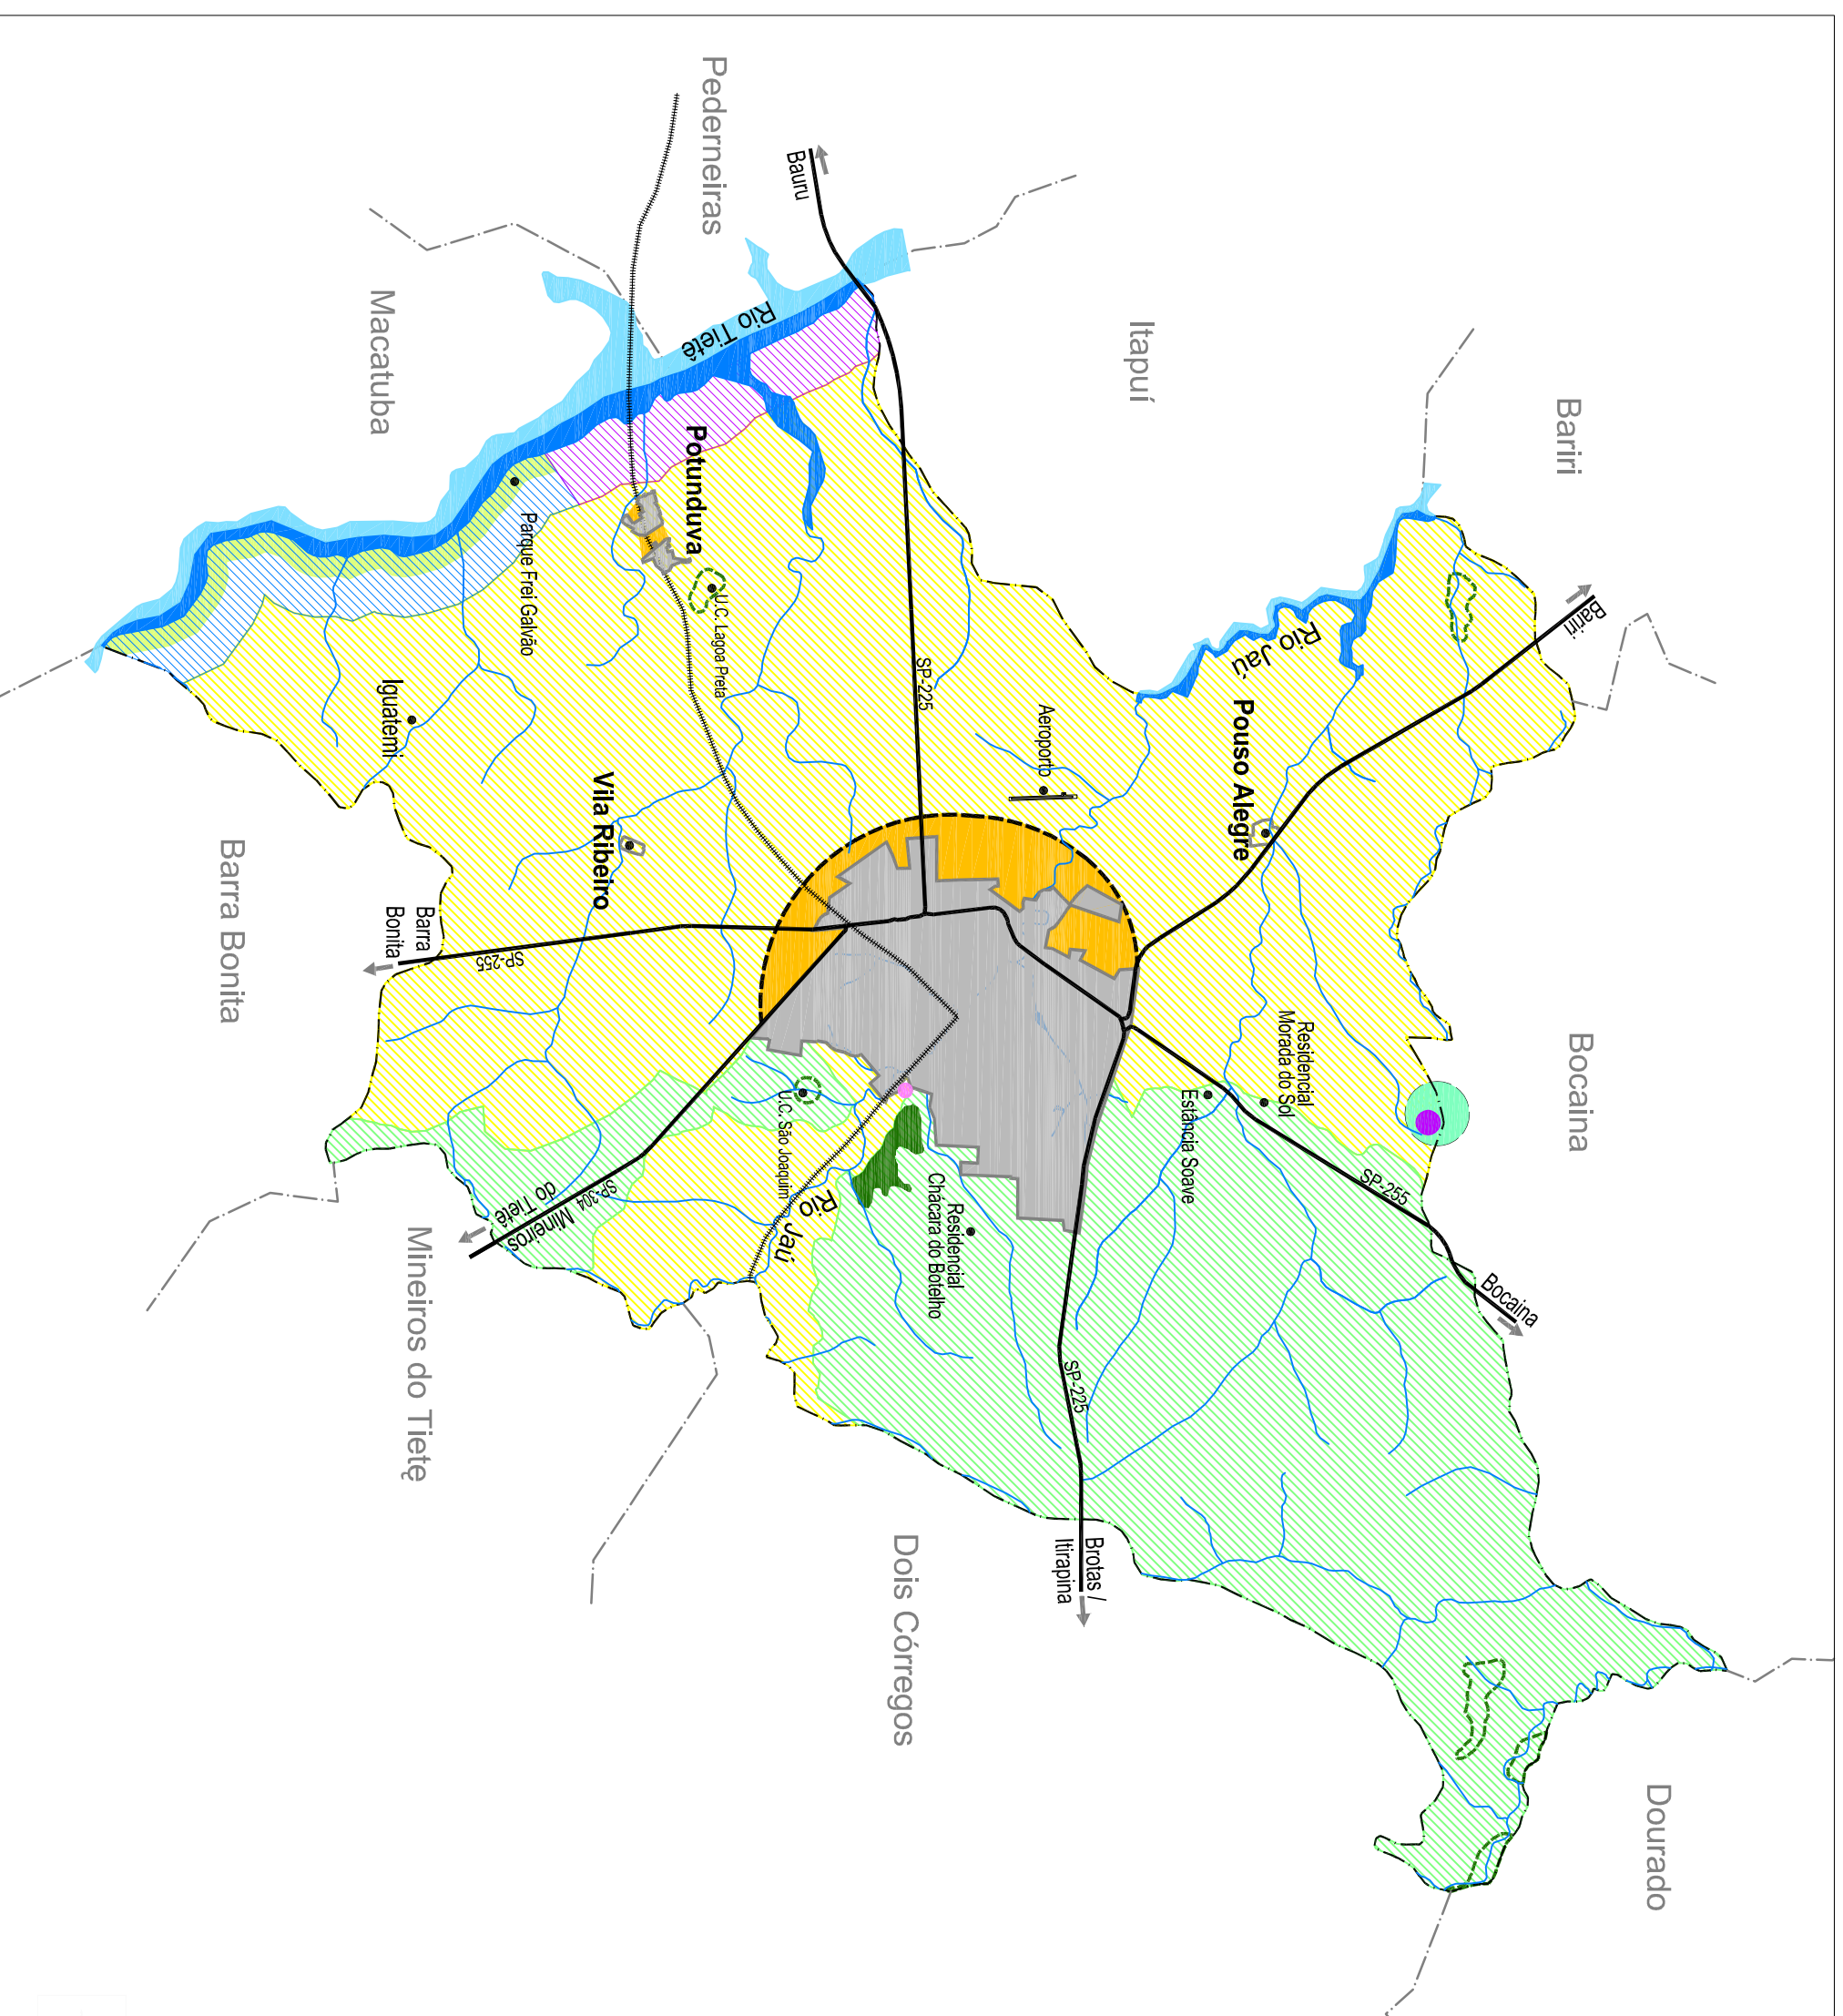 Pederneiras
Bauru
Macatuba
Itapuí
Bariri
Bariri
Rio Tietê
Potunduva
Parque Frei Galvão
U.C. Lagoa Preta
Rio Jaú
SP-225
Aeroporto
Pouso Alegre
Iguatemi
Vila Ribeiro
Barra Bonita
Barra
Bonita
SP-255
Bocaina
Residencial
Morada do Sol
Estância Soave
SP-255
Bocaina
U.C. São Joaquim
Rio Jaú
Residencial
Chácara do Botelho
SP-304
Mineiros
do Tietê
Mineiros do Tietę
SP-225
Brotas /
Itirapina
Dois Córregos
Dourado